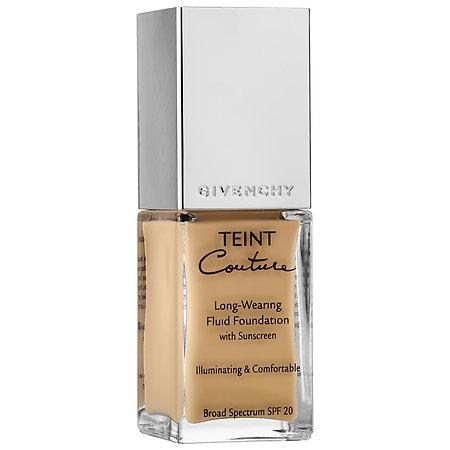 GIVENCHY
TEINT
Couture
Long-Wearing
Fluid Foundation
with Sunscreen
Illuminating & Comfortable
Broad Spectrum SPF 20